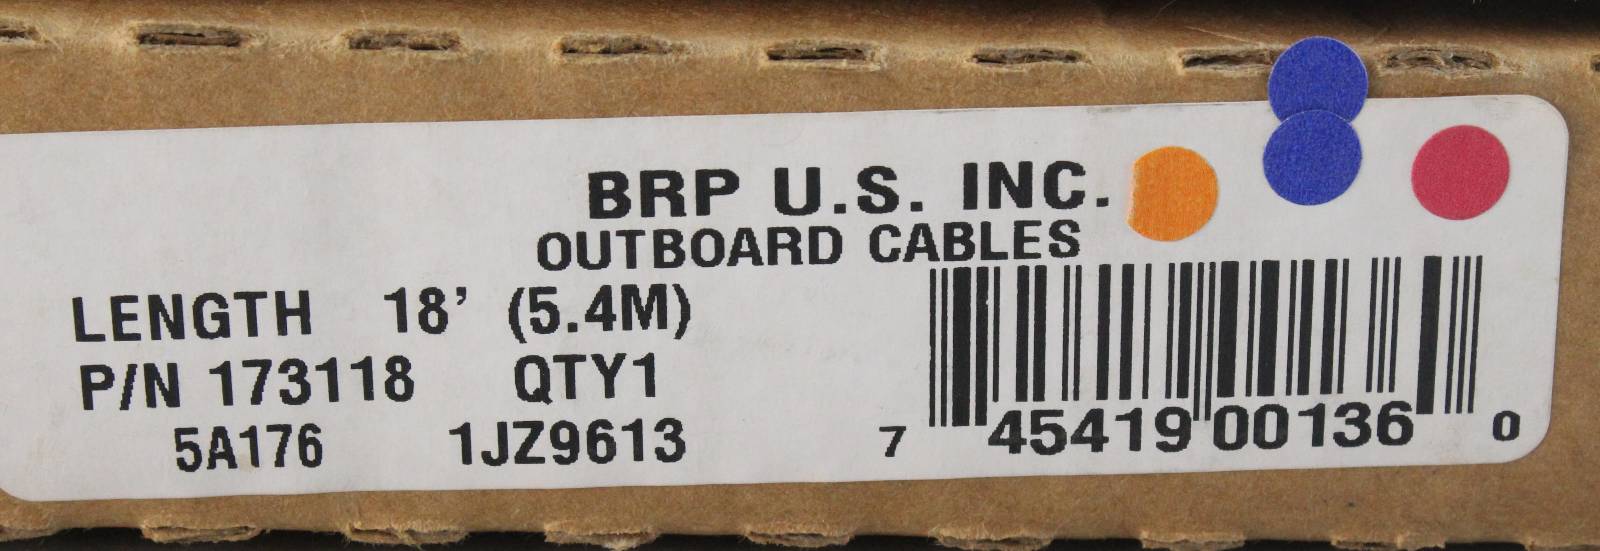 BRP U.S. INC.
OUTBOARD CABLES
LENGTH 18' (5.4M)
P/N 173118 QTY1
5A176 1JZ9613
7 45419 00136 0